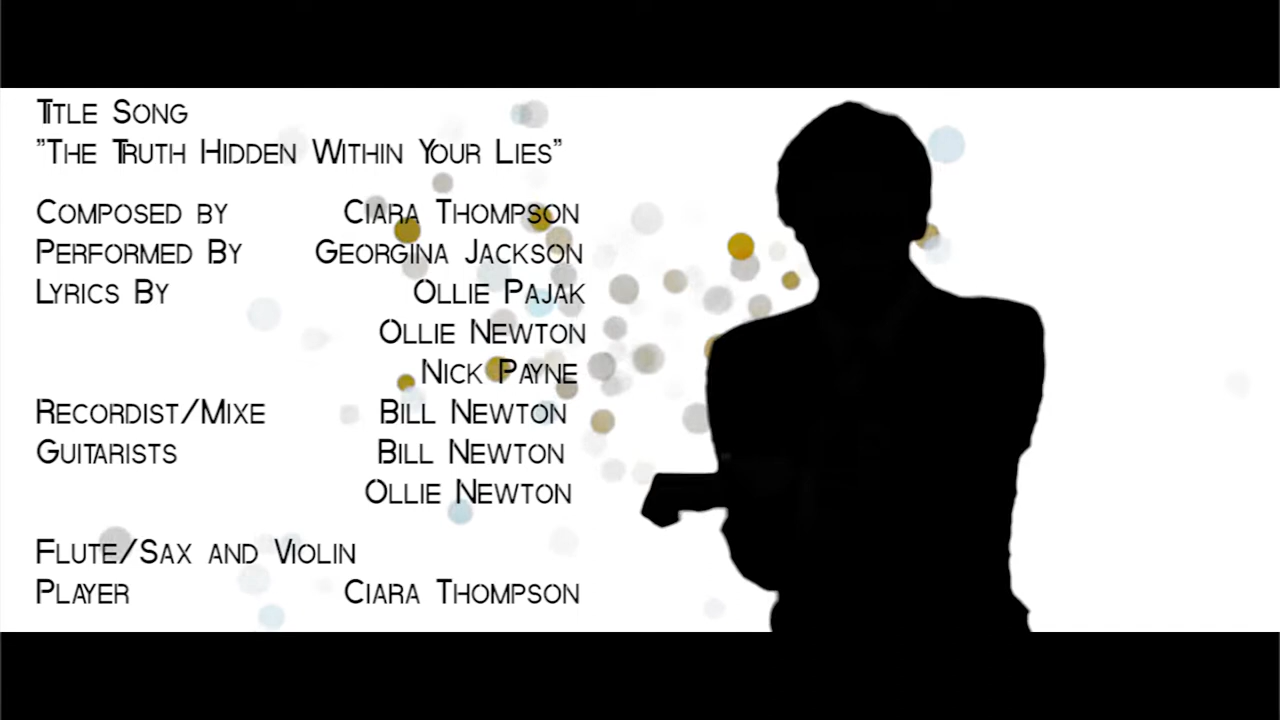 Title Song
"The Truth Hidden Within Your Lies"
Composed by Ciara Thompson
Performed By Georgina Jackson
Lyrics By Ollie Pajak
Ollie Newton
Nick Payne
Recordist/Mixe Bill Newton
Guitarists Bill Newton
Ollie Newton
Flute/Sax and Violin
Player Ciara Thompson